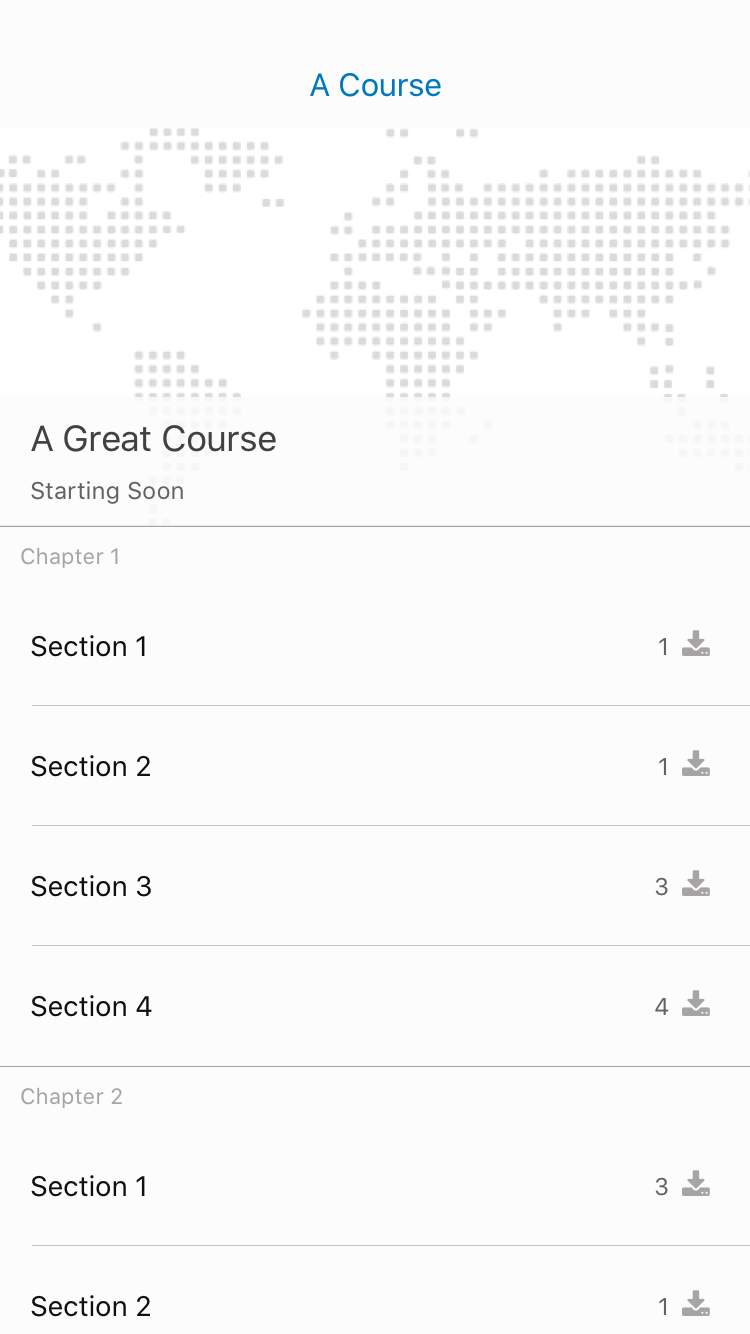 A Course
A Great Course
Starting Soon
Chapter 1
Section 1 1
Section 2 1
Section 3 3
Section 4 4
Chapter 2
Section 1 3
Section 2 1